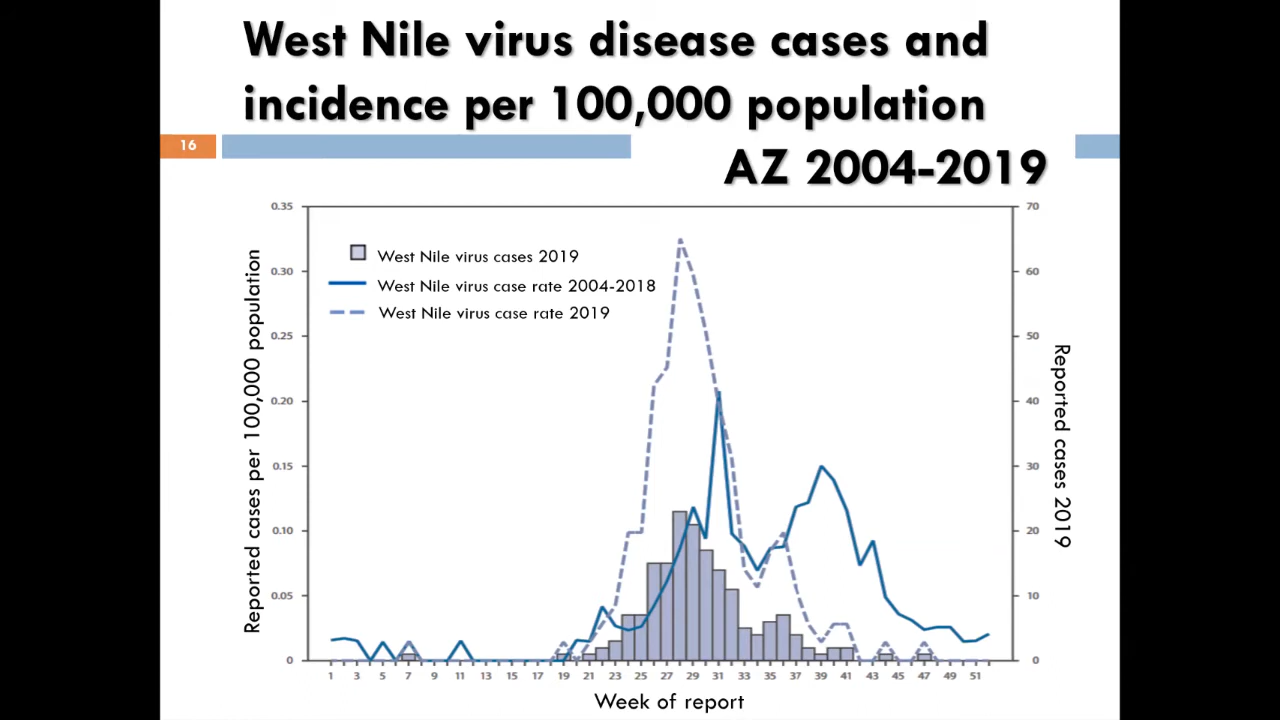 West Nile virus disease cases and
incidence per 100,000 population
16
AZ 2004-2019
0.35
0.30
0.25
0.20
0.15
0.10
0.05
0
Reported cases per 100,000 population
West Nile virus cases 2019
West Nile virus case rate 2004-2018
West Nile virus case rate 2019
70
60
50
40
30
20
10
0
Reported cases 2019
1 3 5 7 9 11 13 15 17 19 21 23 25 27 29 31 33 35 37 39 41 43 45 47 49 51
Week of report